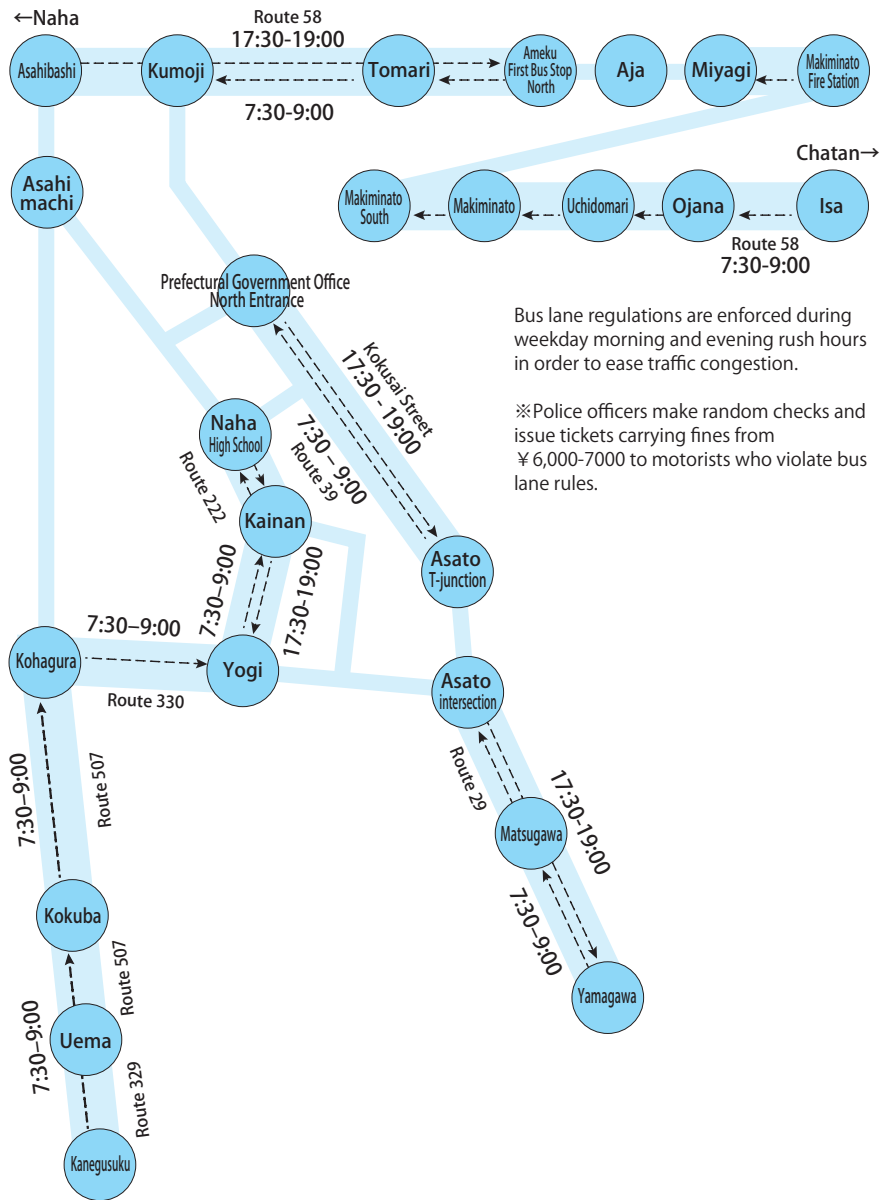 ←Naha
Route 58
17:30-19:00
Asahibashi
Kumoji
Tomari
Ameku
First Bus Stop
North
Aja
Miyagi
Makiminato
Fire Station
7:30-9:00
Chatan→
Asahi
machi
Makiminato
South
Makiminato
Uchidomari
Ojana
Isa
Route 58
7:30-9:00
Prefectural Government Office
North Entrance
Bus lane regulations are enforced during
weekday morning and evening rush hours
in order to ease traffic congestion.
※Police officers make random checks and
issue tickets carrying fines from
¥6,000-7000 to motorists who violate bus
lane rules.
Kokusai Street
17:30 - 19:00
7:30 – 9:00
Route 39
Naha
High School
Route 222
Kainan
Asato
T-junction
7:30–9:00
17:30-19:00
7:30–9:00
Kohagura
Yogi
Route 330
Asato
intersection
Route 29
17:30-19:00
Matsugawa
7:30–9:00
Yamagawa
7:30–9:00
Route 507
Kokuba
Route 507
7:30–9:00
Uema
Route 329
Kanegusuku